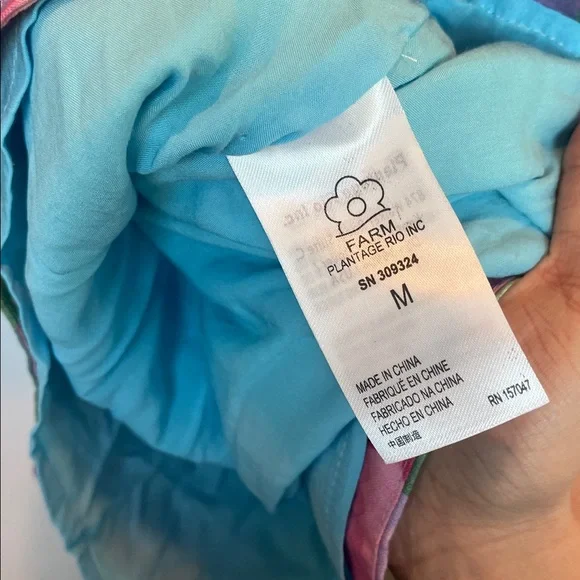 FARM
PLANTAGE RIO INC
SN 309324
M
MADE IN CHINA
FABRIQUÉ EN CHINE
FABRICADO NA CHINA
HECHO EN CHINA
中国制造
RN 157047